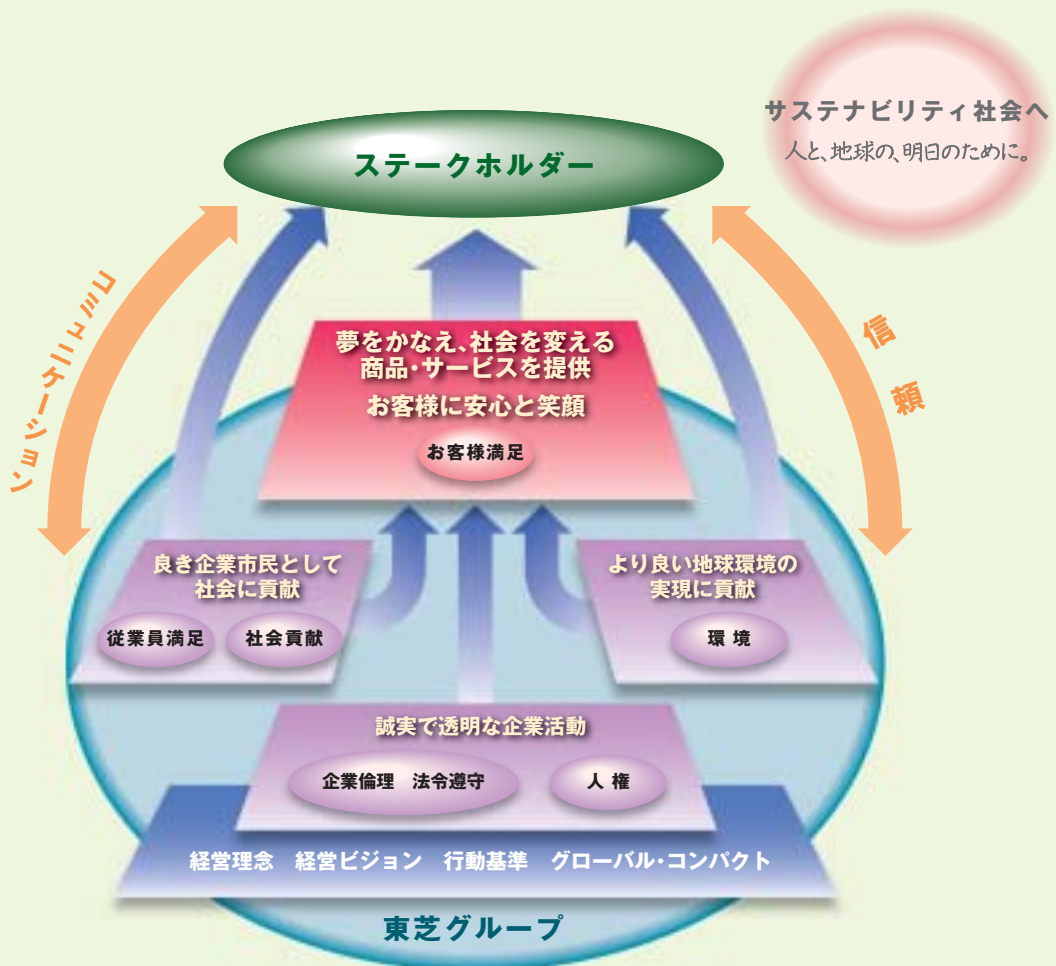 サステナビリティ社会へ
人と、地球の、明日のために。
ステークホルダー
コミュニケーション
信頼
夢をかなえ、社会を変える
商品・サービスを提供
お客様に安心と笑顔
お客様満足
良き企業市民として
社会に貢献
従業員満足
社会貢献
より良い地球環境の
実現に貢献
環 境
誠実で透明な企業活動
企業倫理　法令遵守
人 権
経営理念　経営ビジョン　行動基準　グローバル・コンパクト
東芝グループ